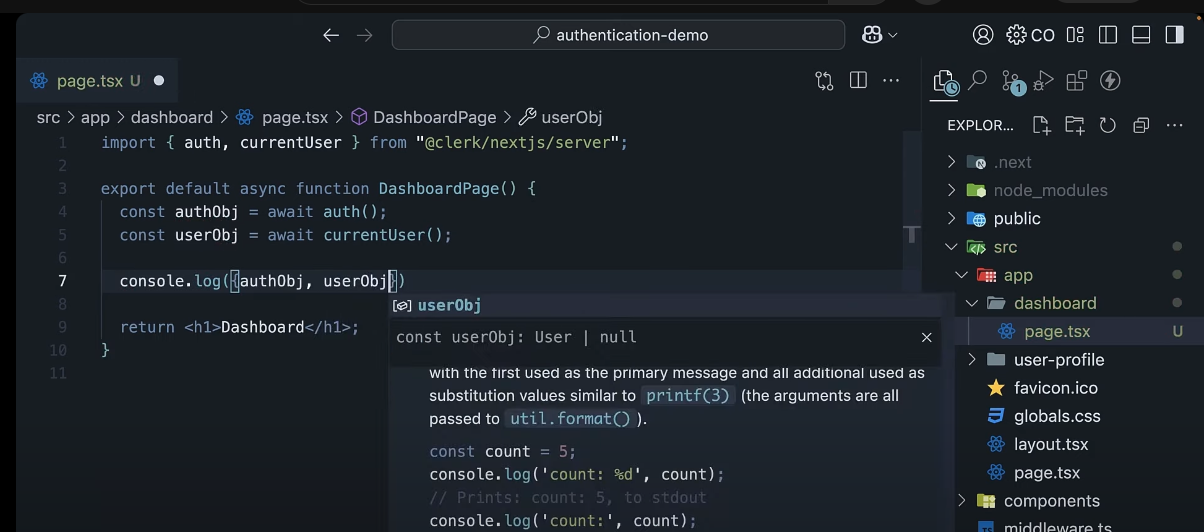 authentication-demo
CO
page.tsx U
src > app > dashboard > page.tsx > DashboardPage > userObj
1 import { auth, currentUser } from "@clerk/nextjs/server";
2
3 export default async function DashboardPage() {
4 const authObj = await auth();
5 const userObj = await currentUser();
6
7 console.log({authObj, userObj})
8
9 return <h1>Dashboard</h1>;
10 }
11
userObj
const userObj: User | null
with the first used as the primary message and all additional used as
substitution values similar to printf(3) (the arguments are all
passed to util.format()).
const count = 5;
console.log('count: %d', count);
// Prints: count: 5, to stdout
console.log('count:', count);
1
EXPLOR...
.next
node_modules
public
src
app
dashboard
page.tsx U
user-profile
favicon.ico
globals.css
layout.tsx
page.tsx
components
middleware.ts